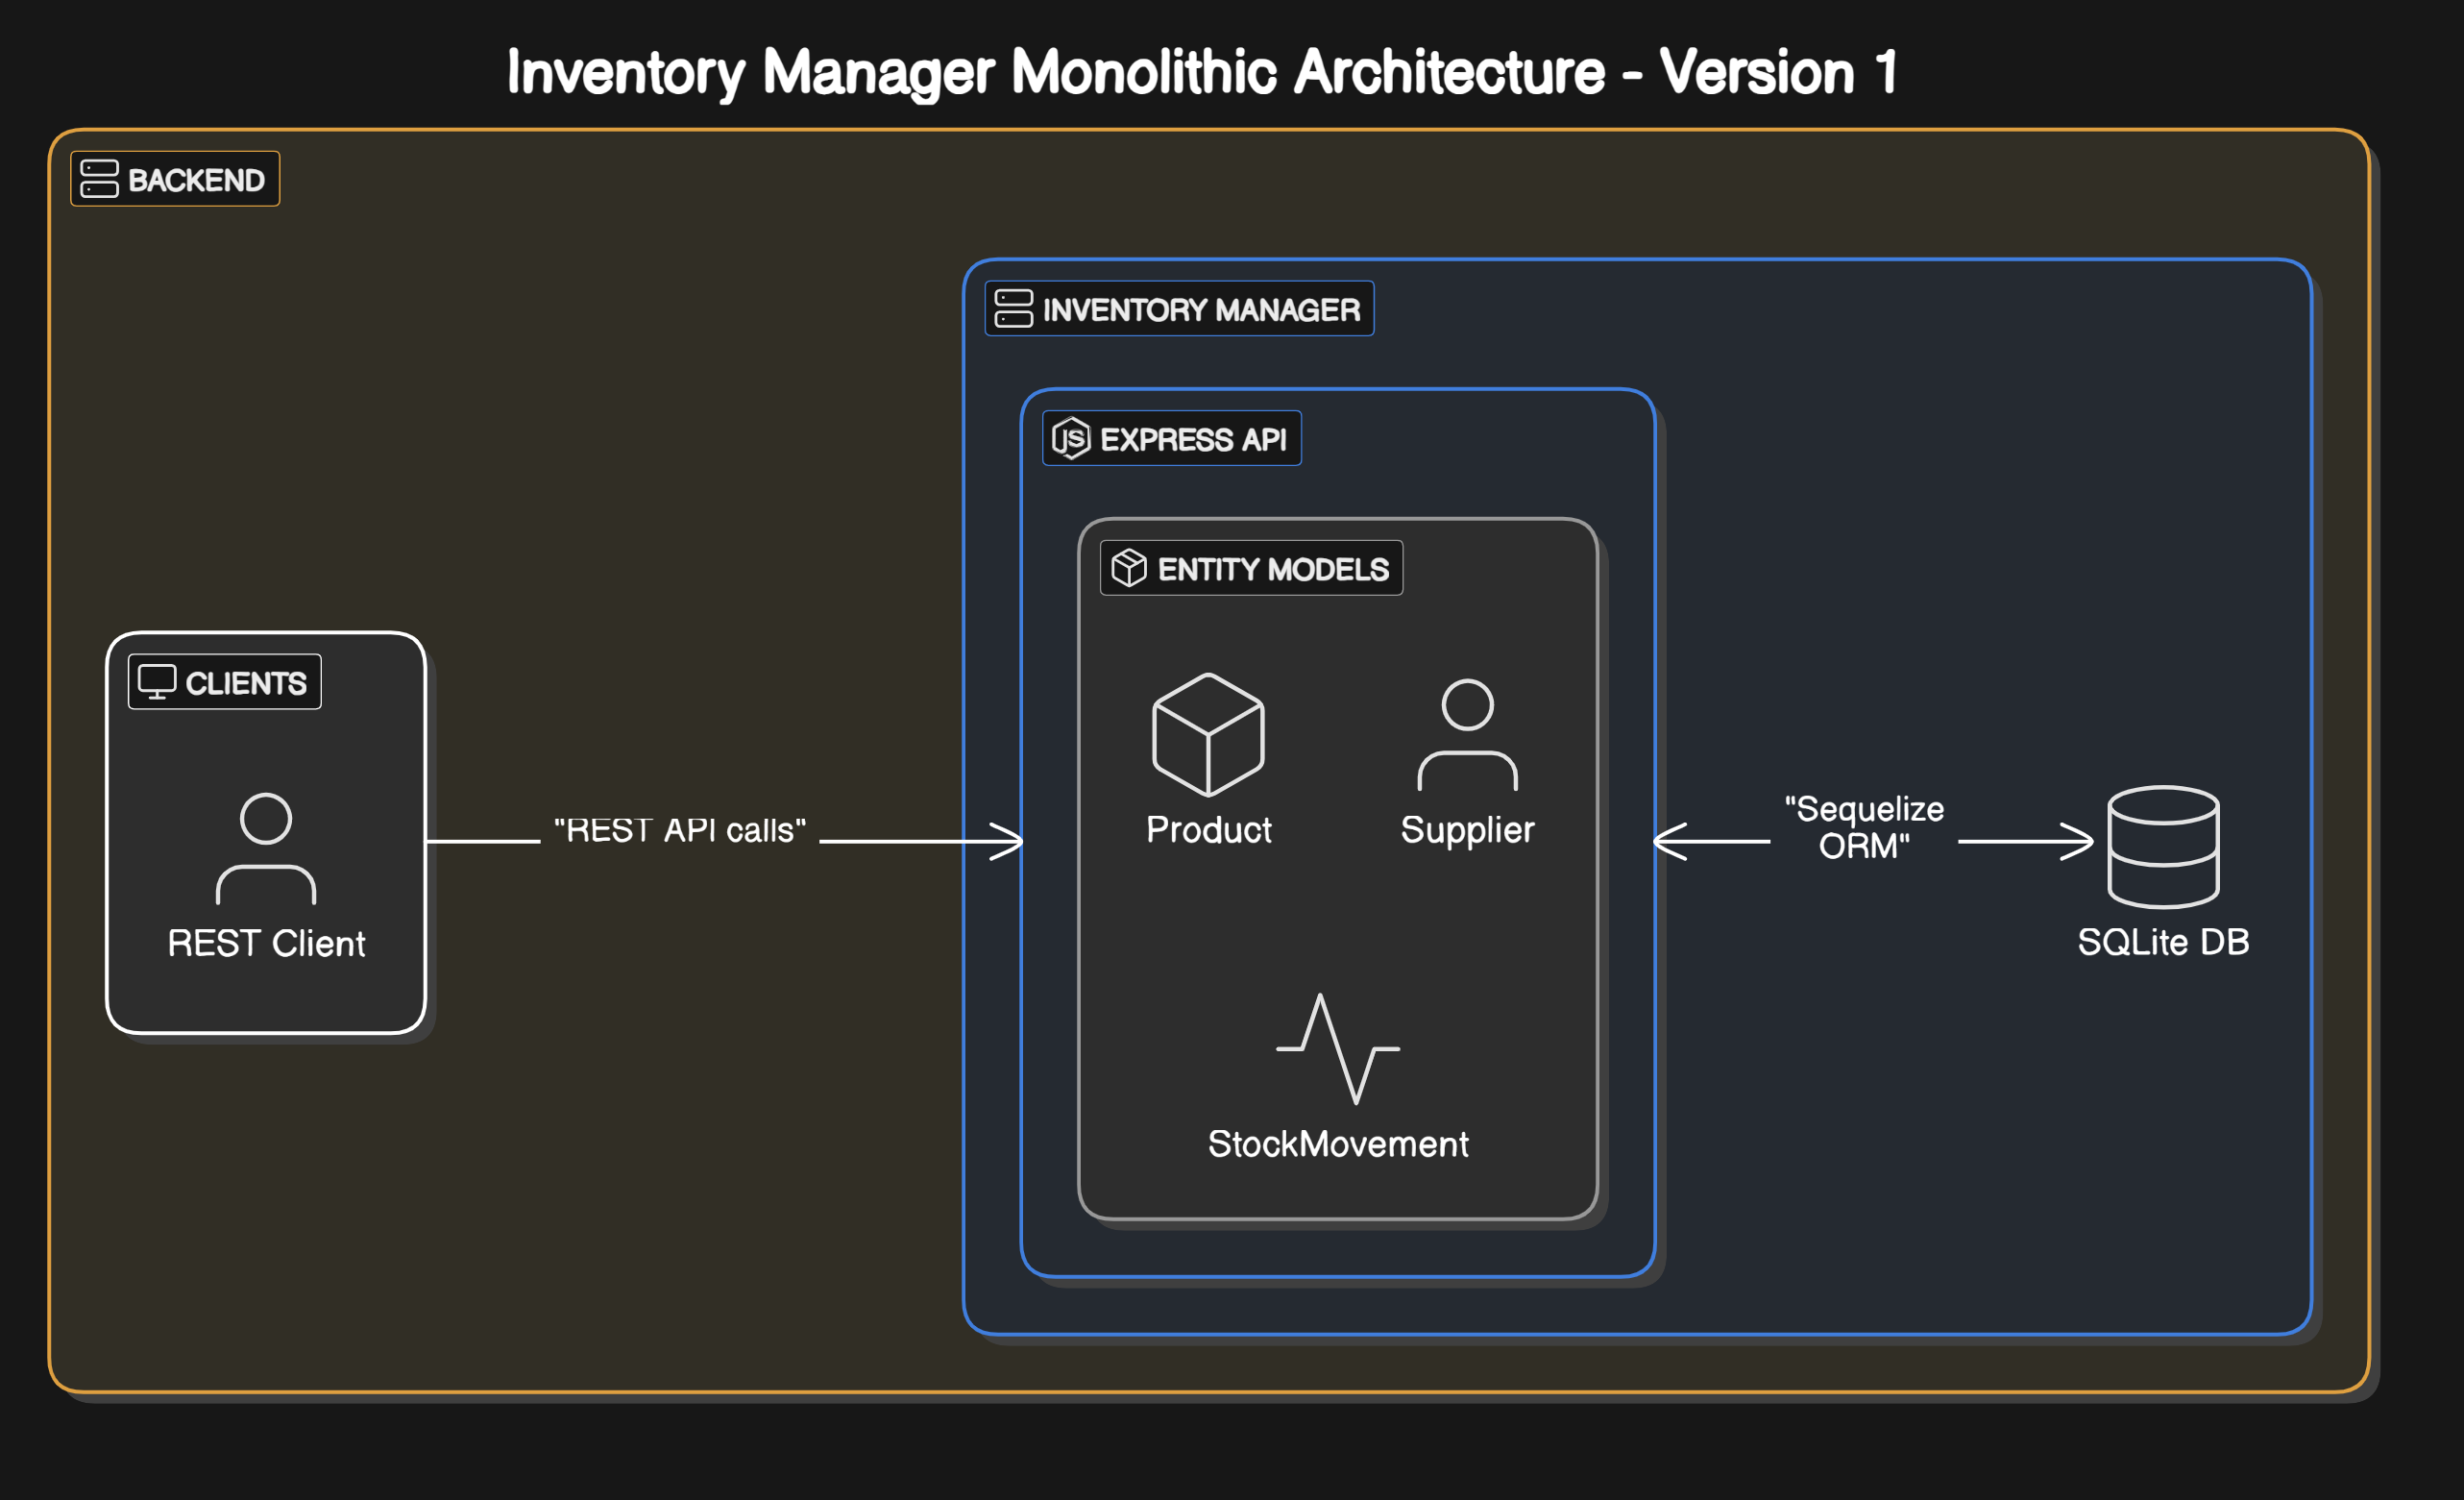 Inventory Manager Monolithic Architecture - Version 1
BACKEND
INVENTORY MANAGER
JS EXPRESS API
ENTITY MODELS
CLIENTS
REST Client
"REST API calls"
Product
Supplier
StockMovement
"Sequelize
ORM"
SQLite DB